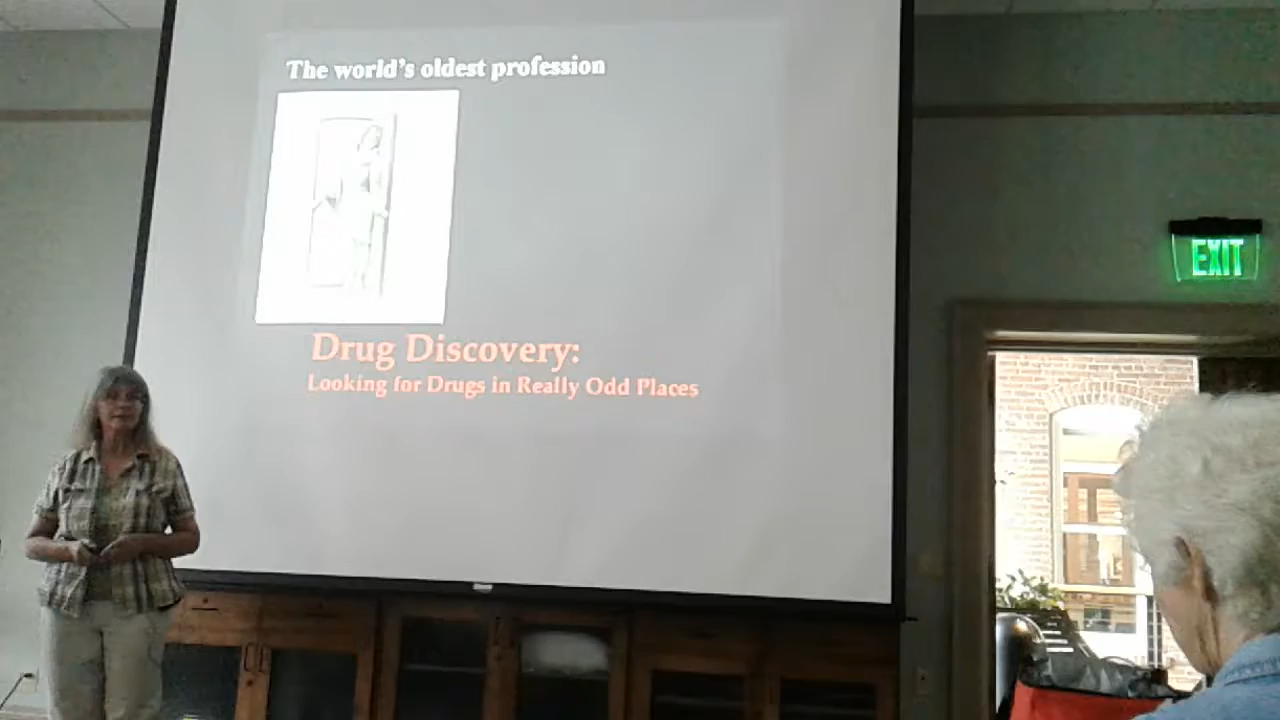 The world's oldest profession
Drug Discovery:
Looking for Drugs in Really Odd Places
EXIT